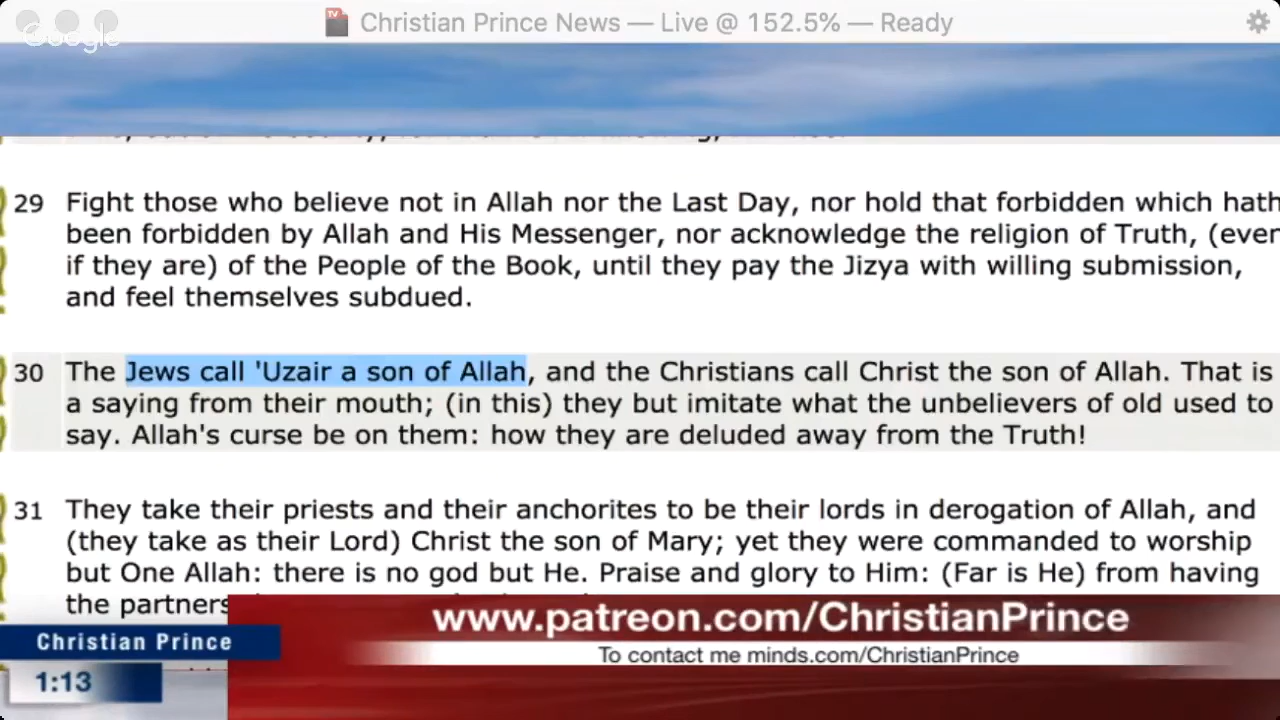 Christian Prince News — Live @ 152.5% — Ready
Google
29 Fight those who believe not in Allah nor the Last Day, nor hold that forbidden which hath
been forbidden by Allah and His Messenger, nor acknowledge the religion of Truth, (even
if they are) of the People of the Book, until they pay the Jizya with willing submission,
and feel themselves subdued.
30 The Jews call 'Uzair a son of Allah, and the Christians call Christ the son of Allah. That is
a saying from their mouth; (in this) they but imitate what the unbelievers of old used to
say. Allah's curse be on them: how they are deluded away from the Truth!
31 They take their priests and their anchorites to be their lords in derogation of Allah, and
(they take as their Lord) Christ the son of Mary; yet they were commanded to worship
but One Allah: there is no god but He. Praise and glory to Him: (Far is He) from having
the partners
www.patreon.com/ChristianPrince
Christian Prince
To contact me minds.com/ChristianPrince
1:13